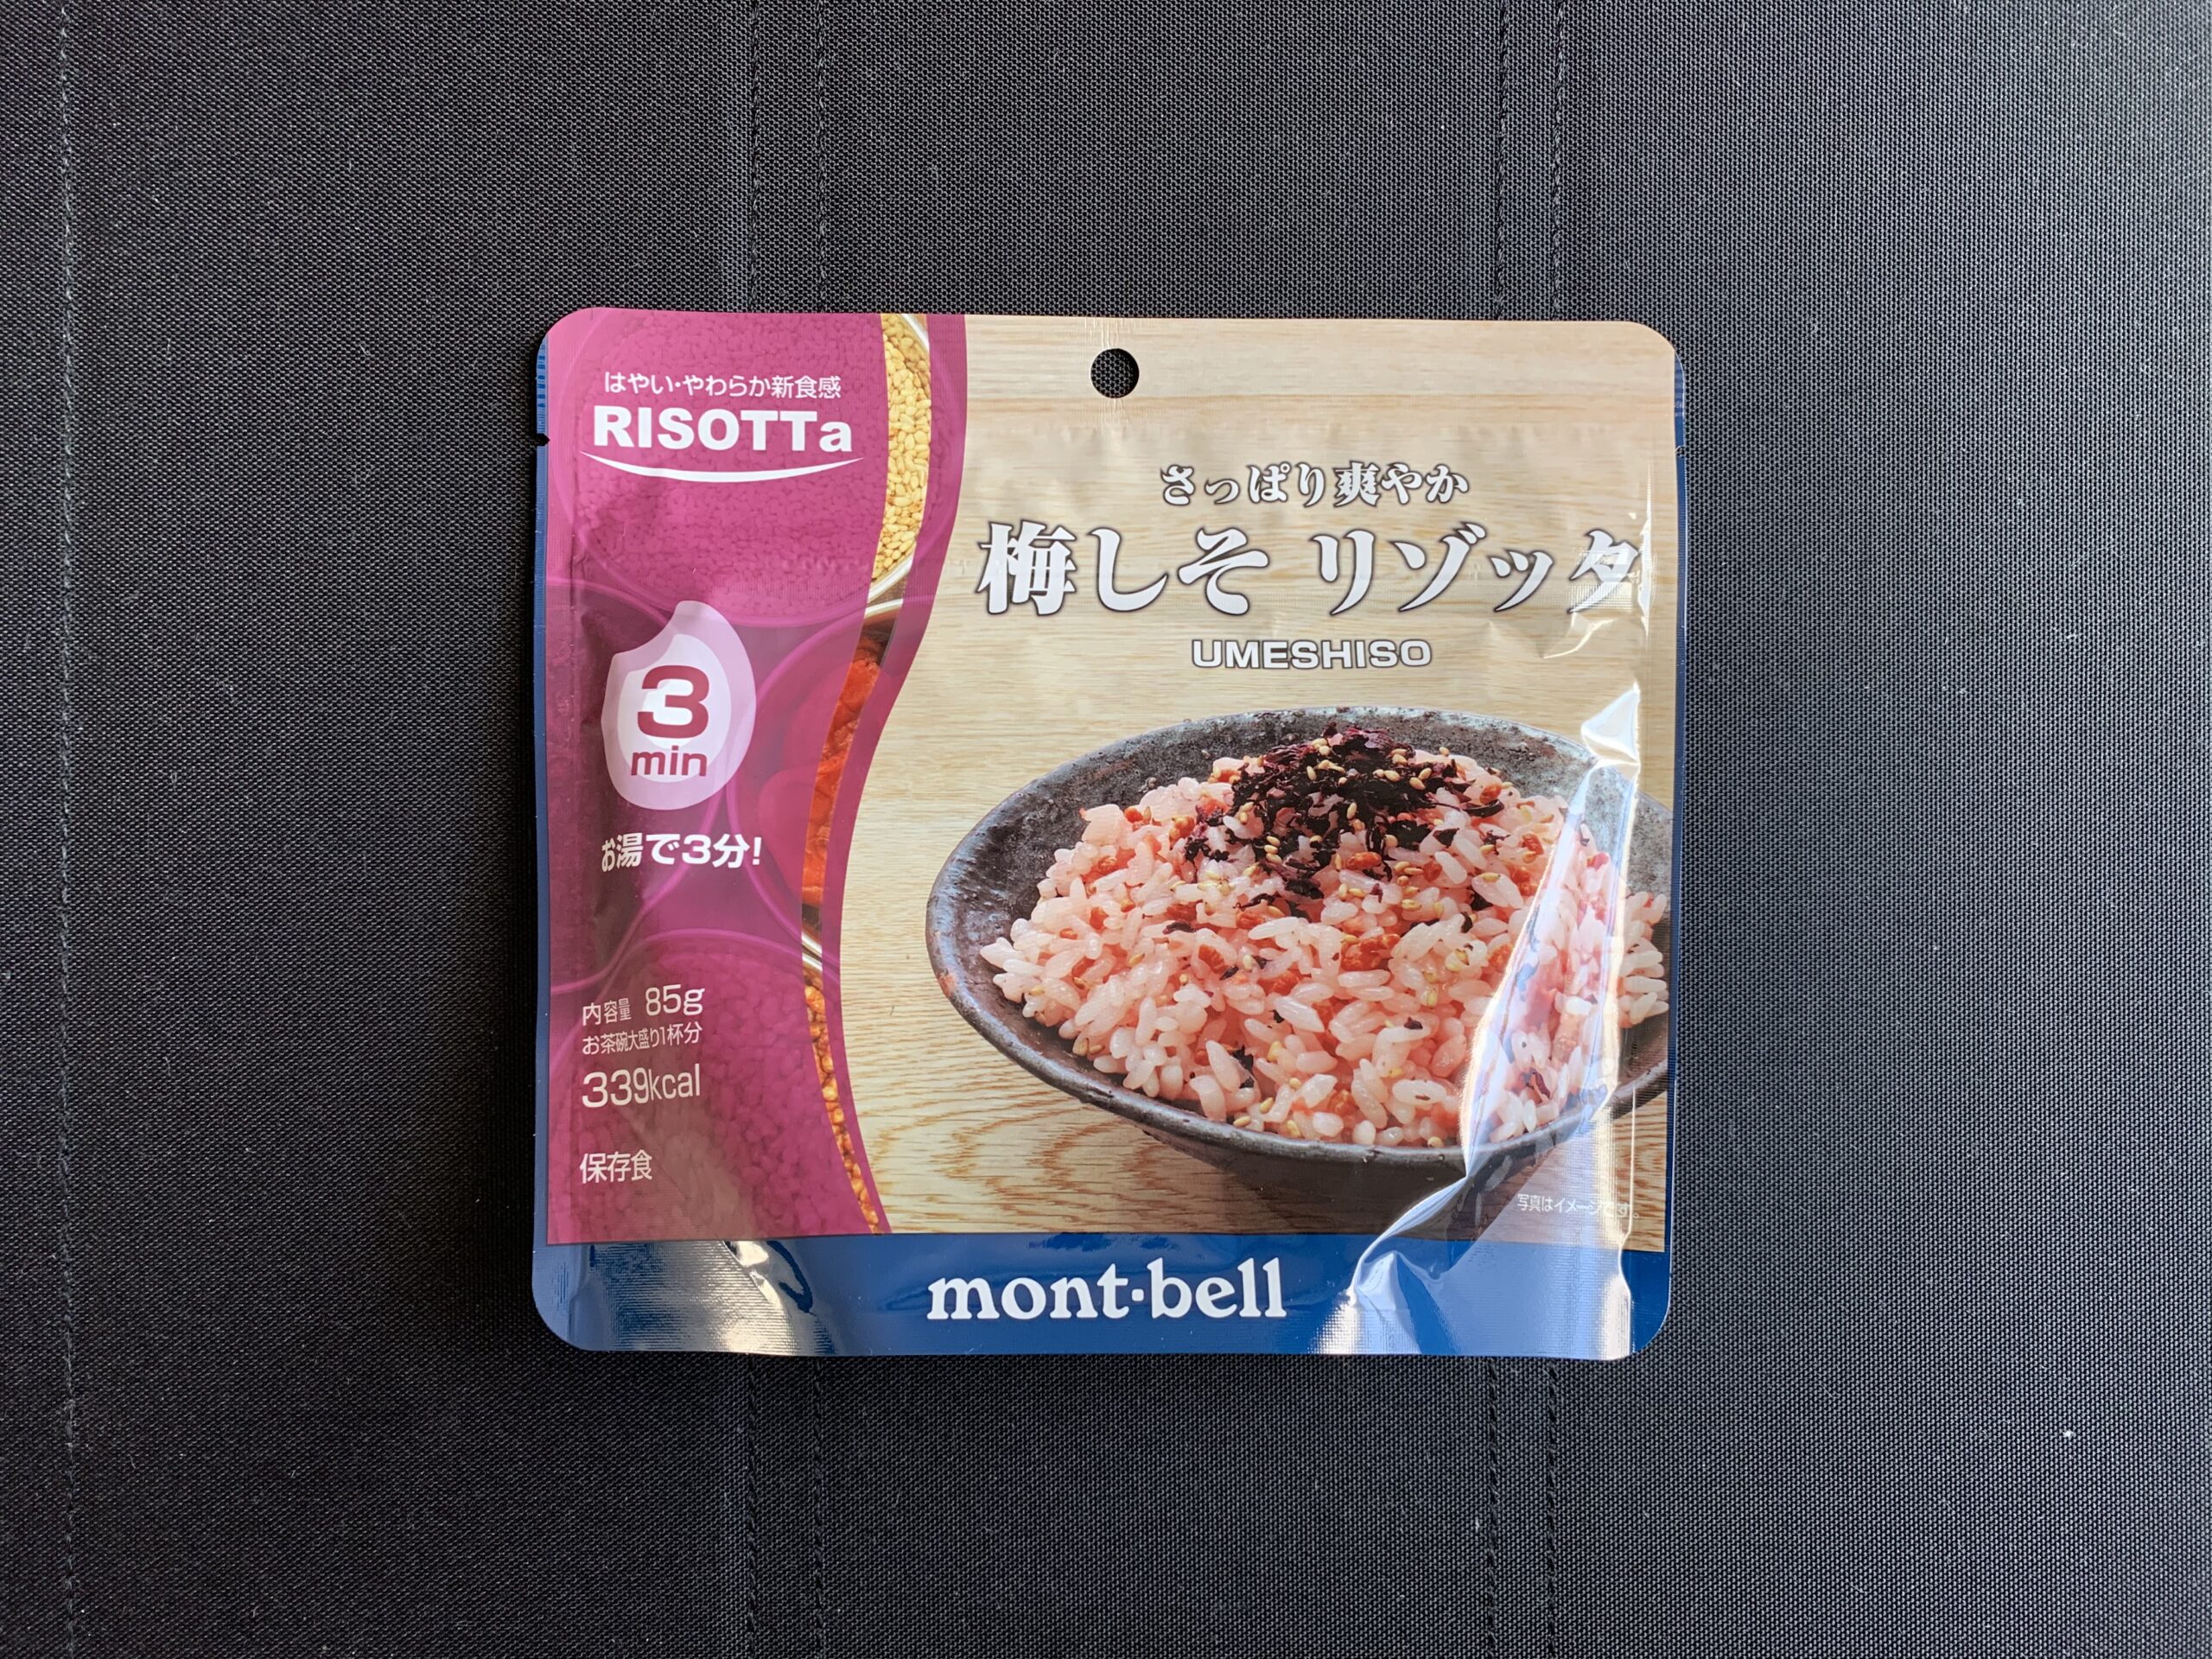 はやい・やわらか新食感
RISOTTa
さっぱり爽やか
梅しそ リゾッタ
UMESHISO
3
min
お湯で3分!
内容量 85g
お茶碗大盛り1杯分
339kcal
保存食
写真はイメージです。
mont-bell